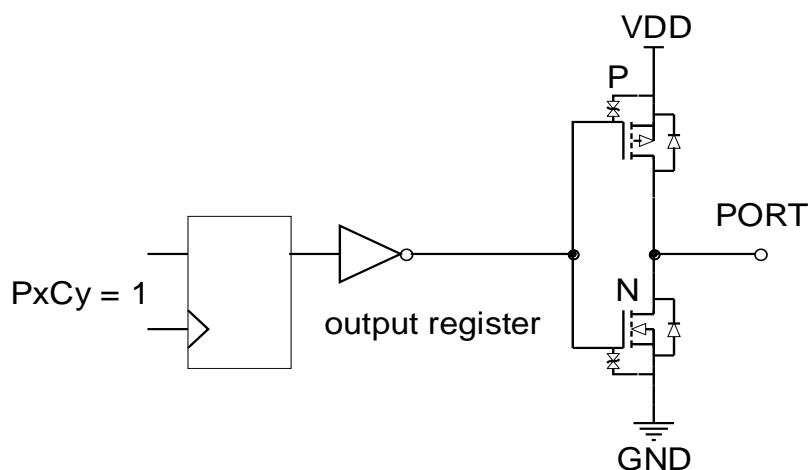 VDD
P
PORT
PxCy = 1
N
output register
GND